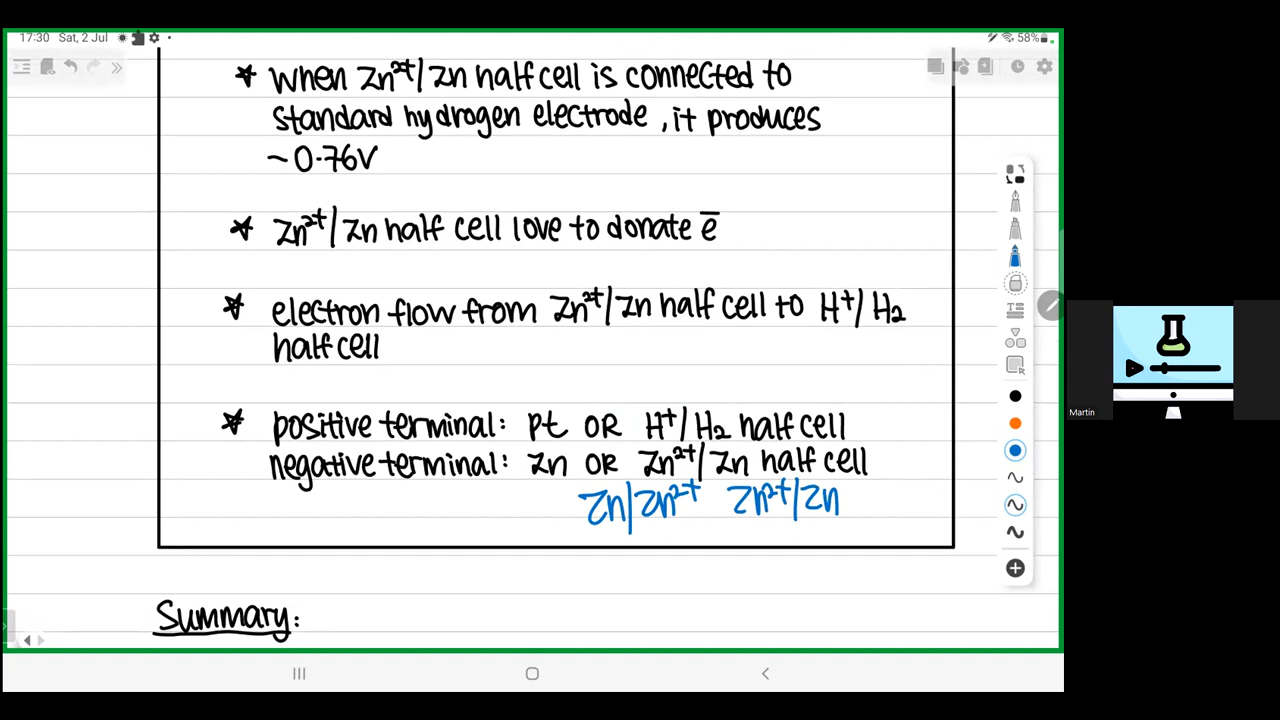 17:30 Sat, 2 Jul
58%
★ when Zn²⁺/Zn half cell is connected to
standard hydrogen electrode, it produces
~0.76V
★ Zn²⁺/Zn half cell love to donate ē
★ electron flow from Zn²⁺/Zn half cell to H⁺/H₂
half cell
★ positive terminal: Pt OR H⁺/H₂ half cell
negative terminal: Zn OR Zn²⁺/Zn half cell
Zn|Zn²⁺ Zn²⁺/Zn
Summary:
Martin